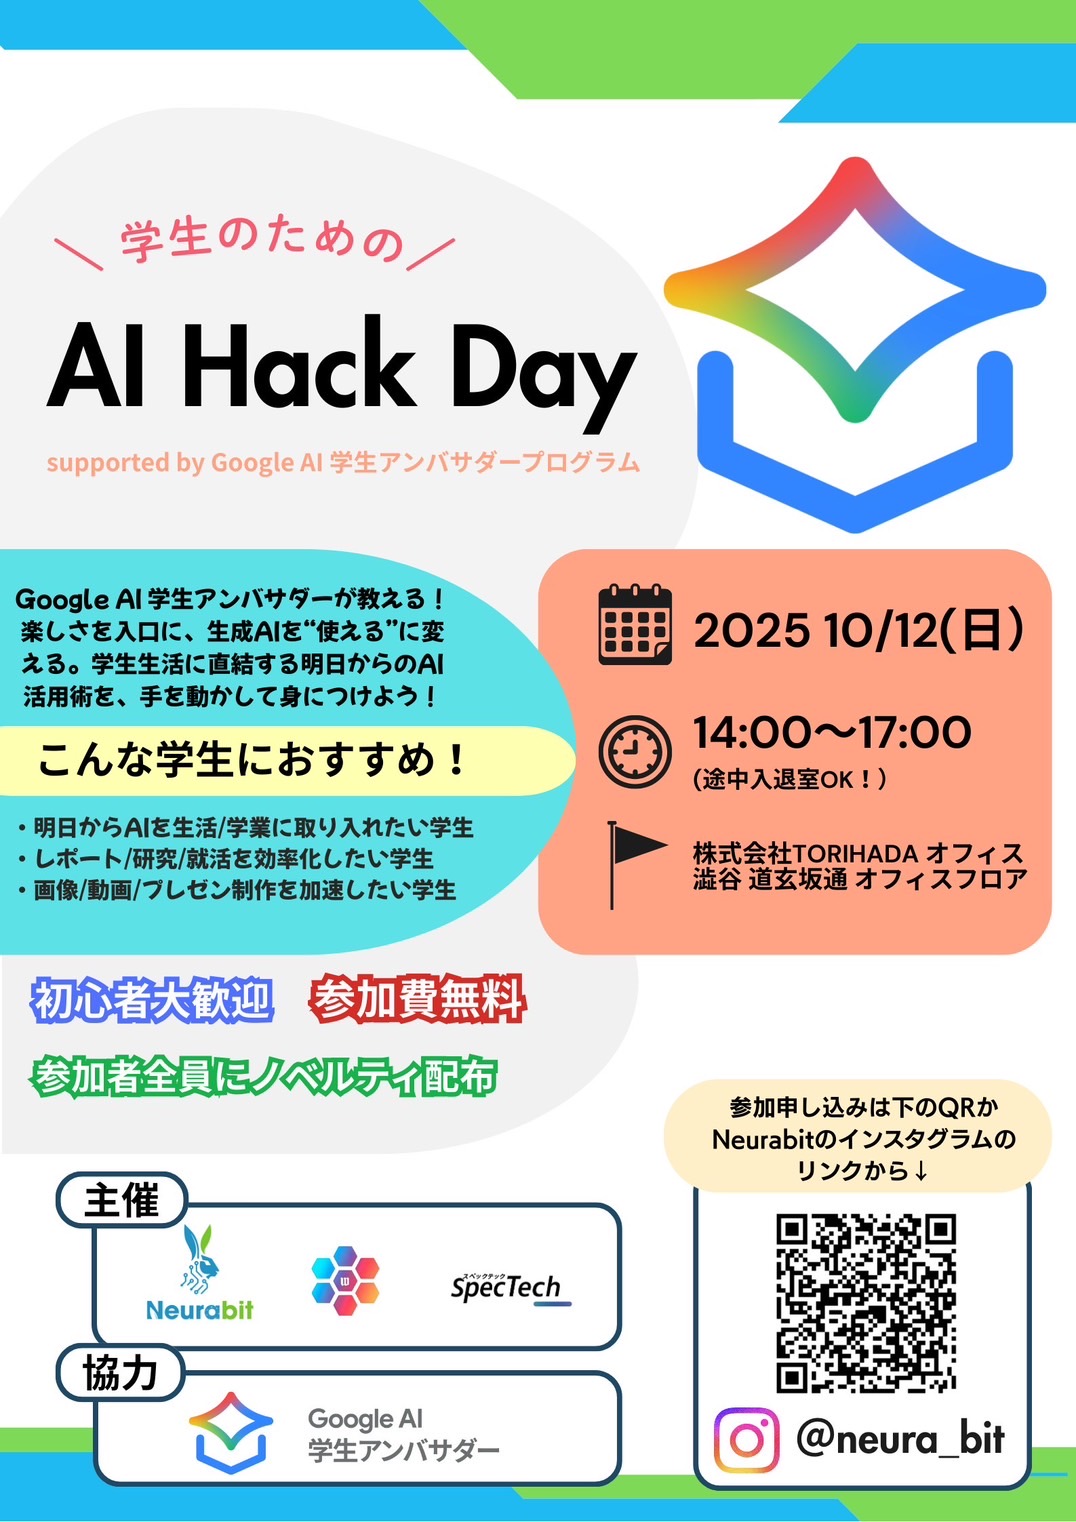 学生のための
AI Hack Day
supported by Google AI 学生アンバサダープログラム
Google AI 学生アンバサダーが教える！
楽しさを入口に、生成AIを“使える”に変
える。学生生活に直結する明日からのAI
活用術を、手を動かして身につけよう！
こんな学生におすすめ！
・明日からAIを生活/学業に取り入れたい学生
・レポート/研究/就活を効率化したい学生
・画像/動画/プレゼン制作を加速したい学生
2025 10/12(日)
14:00〜17:00
(途中入退室OK！)
株式会社TORIHADA オフィス
澁谷 道玄坂通 オフィスフロア
初心者大歓迎
参加費無料
参加者全員にノベルティ配布
参加申し込みは下のQRか
Neurabitのインスタグラムの
リンクから↓
主催
Neurabit
w
スペックテック
SpecTech
協力
Google AI
学生アンバサダー
@neura_bit